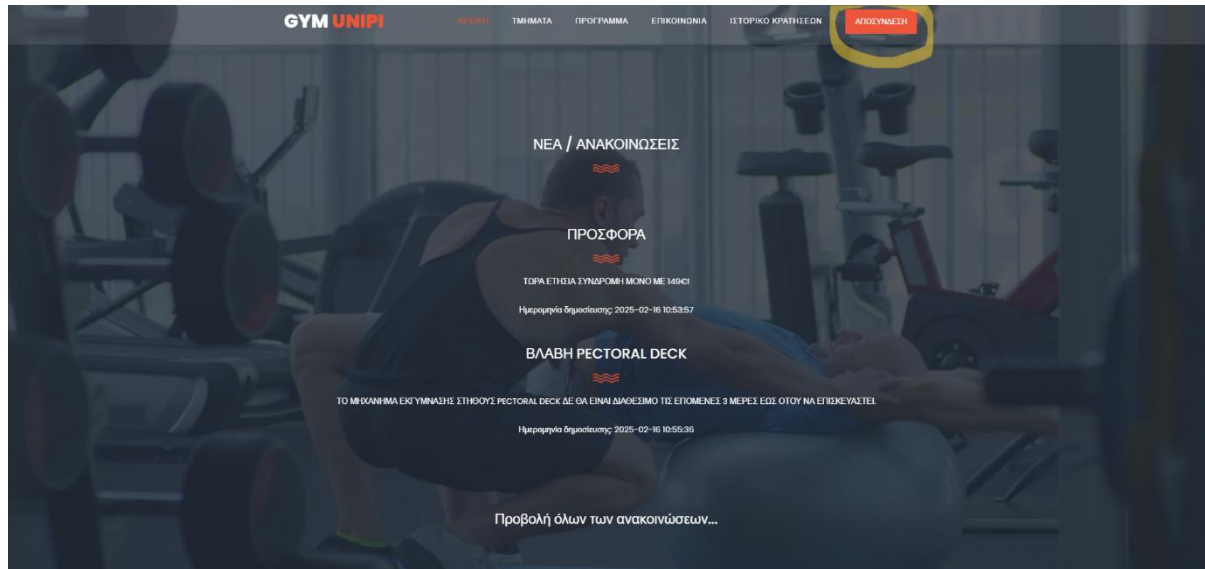 GYM UNIPI
ΑΡΧΙΚΗ ΤΜΗΜΑΤΑ ΠΡΟΓΡΑΜΜΑ ΕΠΙΚΟΙΝΩΝΙΑ ΙΣΤΟΡΙΚΟ ΚΡΑΤΗΣΕΩΝ ΑΠΟΣΥΝΔΕΣΗ
ΝΕΑ / ΑΝΑΚΟΙΝΩΣΕΙΣ
ΠΡΟΣΦΟΡΑ
ΤΩΡΑ ΕΤΗΣΙΑ ΣΥΝΔΡΟΜΗ ΜΟΝΟ ΜΕ 149€!
Ημερομηνία δημοσίευσης: 2025-02-16 10:53:57
ΒΛΑΒΗ PECTORAL DECK
ΤΟ ΜΗΧΑΝΗΜΑ ΕΚΓΥΜΝΑΣΗΣ ΣΤΗΘΟΥΣ PECTORAL DECK ΔΕ ΘΑ ΕΙΝΑΙ ΔΙΑΘΕΣΙΜΟ ΤΙΣ ΕΠΟΜΕΝΕΣ 3 ΜΕΡΕΣ ΕΩΣ ΟΤΟΥ ΝΑ ΕΠΙΣΚΕΥΑΣΤΕΙ.
Ημερομηνία δημοσίευσης: 2025-02-16 10:55:36
Προβολή όλων των ανακοινώσεων...